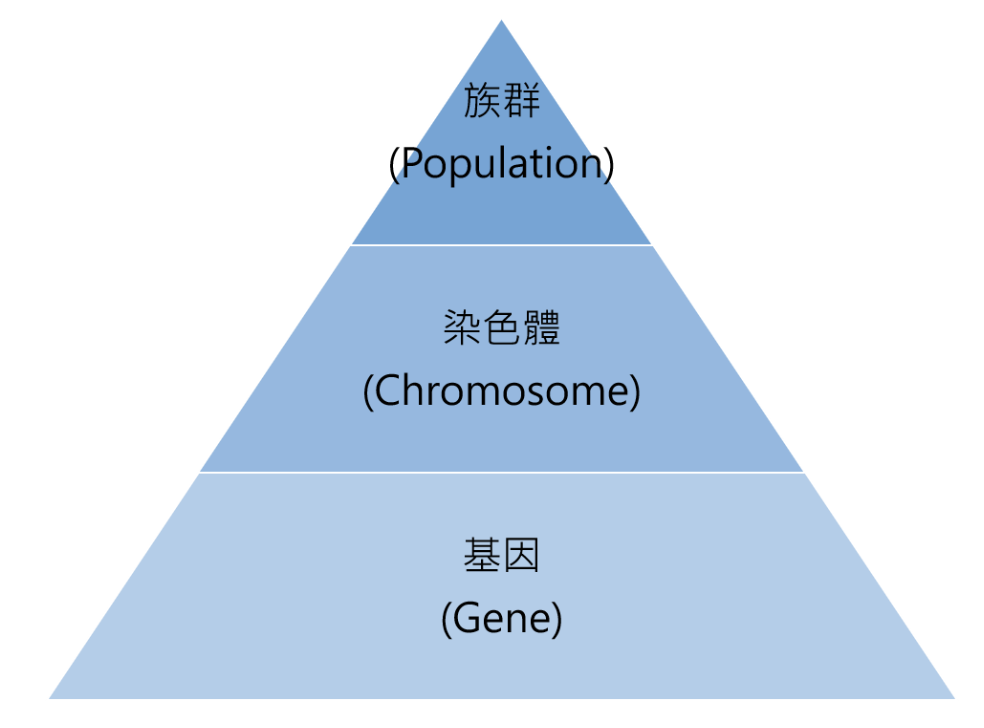 族群
(Population)
染色體
(Chromosome)
基因
(Gene)